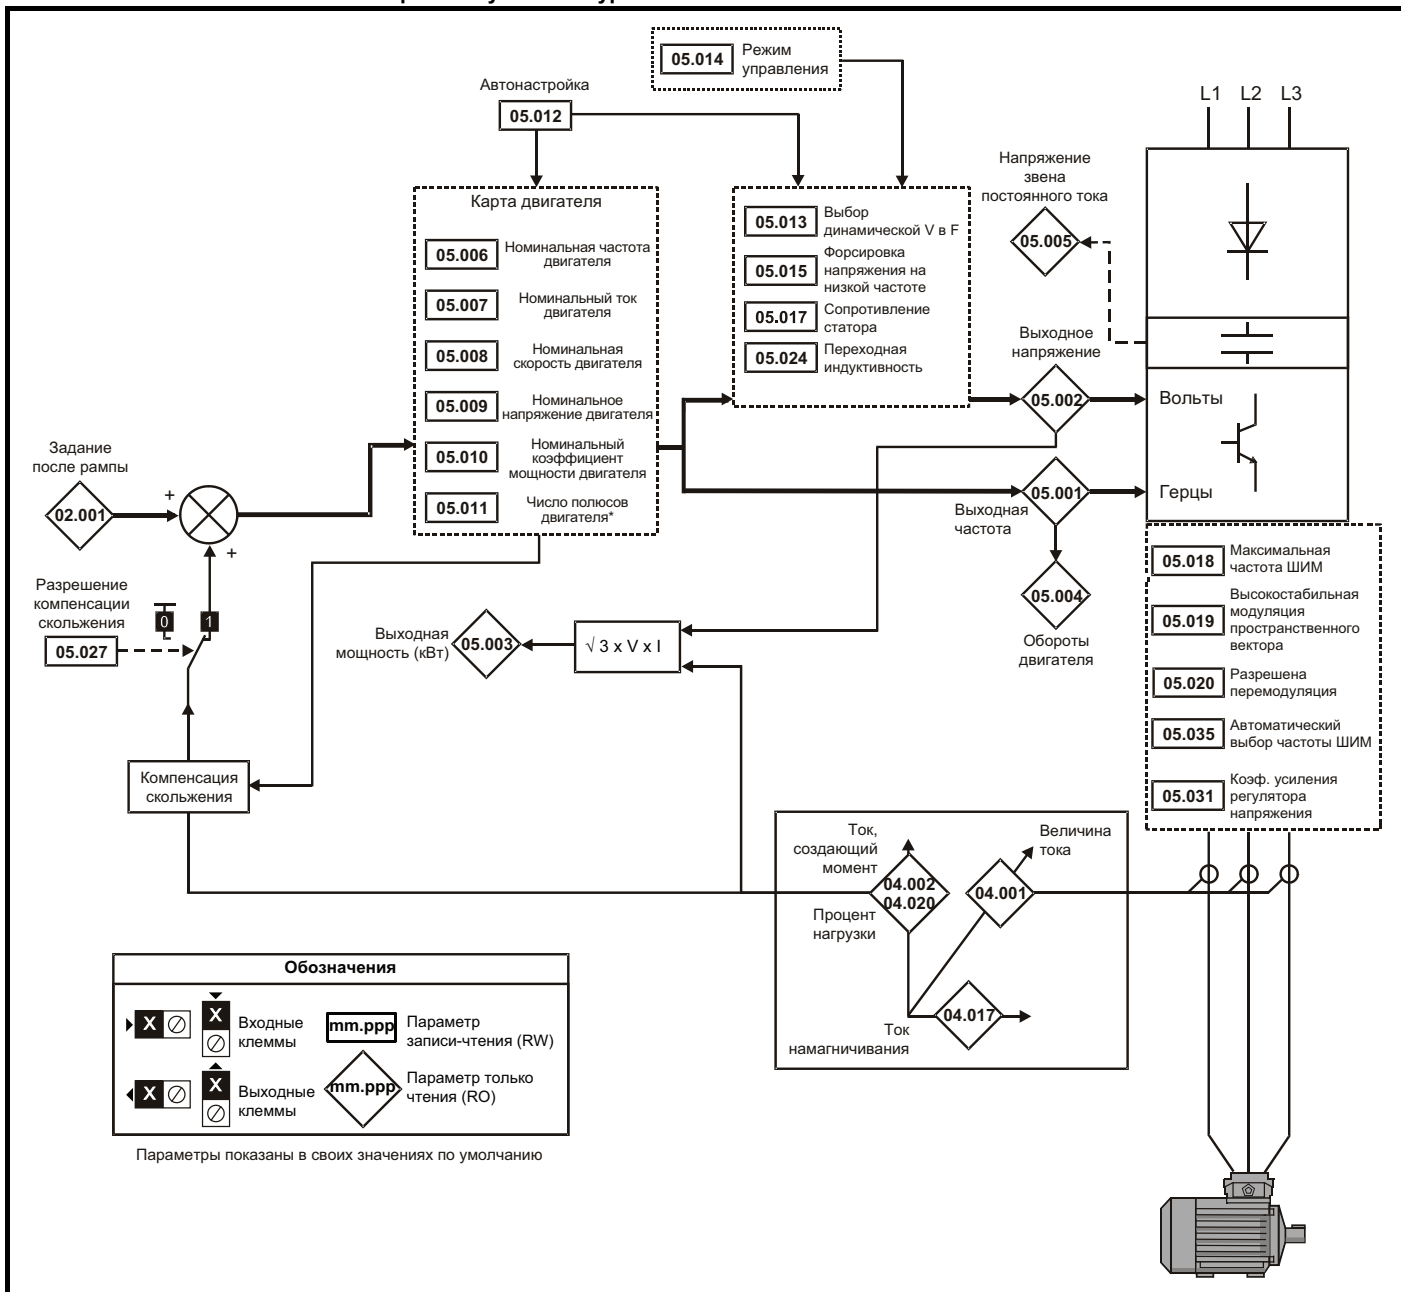 05.014
Режим
управления
Автонастройка
05.012
L1 L2 L3
Напряжение
звена
постоянного тока
05.005
Карта двигателя
05.006
Номинальная частота
двигателя
05.007
Номинальный ток
двигателя
05.008
Номинальная
скорость двигателя
05.009
Номинальное
напряжение двигателя
05.010
Номинальный
коэффициент
мощности двигателя
05.011
Число полюсов
двигателя*
05.013
Выбор
динамической V в F
05.015
Форсировка
напряжения на
низкой частоте
05.017
Сопротивление
статора
05.024
Переходная
индуктивность
Выходное
напряжение
05.002
Вольты
Задание
после рампы
02.001
+
+
05.001
Выходная
частота
Герцы
05.004
Обороты
двигателя
Разрешение
компенсации
скольжения
05.027
0
1
Выходная
мощность (кВт)
05.003
√ 3 x V x I
05.018
Максимальная
частота ШИМ
05.019
Высокостабильная
модуляция
пространственного
вектора
05.020
Разрешена
перемодуляция
05.035
Автоматический
выбор частоты ШИМ
05.031
Коэф. усиления
регулятора
напряжения
Компенсация
скольжения
Ток,
создающий
момент
04.002
04.020
Процент
нагрузки
Величина
тока
04.001
04.017
Ток
намагничивания
Обозначения
X
X
Входные
клеммы
mm.ppp
Параметр
записи-чтения (RW)
X
X
Выходные
клеммы
mm.ppp
Параметр только
чтения (RO)
Параметры показаны в своих значениях по умолчанию